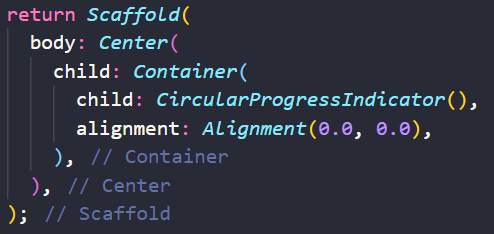 return Scaffold(
body: Center(
child: Container(
child: CircularProgressIndicator(),
alignment: Alignment(0.0, 0.0),
), // Container
), // Center
); // Scaffold